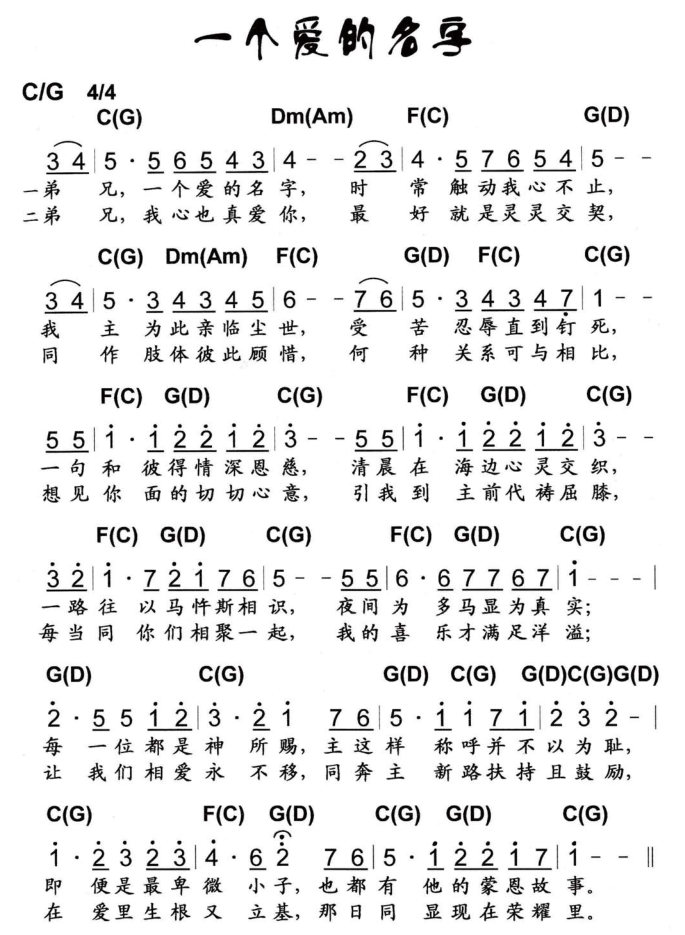 一个爱的名字
C/G 4/4
C(G) Dm(Am) F(C) G(D)
3 4 | 5 · 5 6 5 4 3 | 4 - - 2 3 | 4 · 5 7 6 5 4 | 5 - -
一弟 兄,一个爱的名字, 时 常 触动我心不止,
二弟 兄,我心也真爱你, 最 好 就是灵灵交契,
C(G) Dm(Am) F(C) G(D) F(C) C(G)
3 4 | 5 · 3 4 3 4 5 | 6 - - 7 6 | 5 · 3 4 3 4 7̣ | 1 - -
我 主 为此亲临尘世, 受 苦 忍辱直到钉死,
同 作 肢体彼此顾惜, 何 种 关系可与相比,
F(C) G(D) C(G) F(C) G(D) C(G)
5 5 | 1̇ · 1̇ 2̇ 2̇ 1̇ 2̇ | 3̇ - - 5 5 | 1̇ · 1̇ 2̇ 2̇ 1̇ 2̇ | 3̇ - -
一句和 彼得情深恩慈, 清晨在 海边心灵交织,
想见你 面的切切心意, 引我到 主前代祷屈膝,
F(C) G(D) C(G) F(C) G(D) C(G)
3̇ 2̇ | 1̇ · 7 2̇ 1̇ 7 6 | 5 - - 5 5 | 6 · 6 7 7 6 7 | 1̇ - - - |
一路往 以马忤斯相识, 夜间为 多马显为真实;
每当同 你们相聚一起, 我的喜 乐才满足洋溢;
G(D) C(G) G(D) C(G) G(D)C(G)G(D)
2̇ · 5 5 1̇ 2̇ | 3̇ · 2̇ 1̇ 7 6 | 5 · 1̇ 1̇ 7 1̇ | 2̇ 3̇ 2̇ - |
每 一位都是神 所赐,主这样 称呼并不以为耻,
让 我们相爱永 不移,同奔主 新路扶持且鼓励,
C(G) F(C) G(D) C(G) G(D) C(G)
1̇ · 2̇ 3̇ 2̇ 3̇ | 4̇ · 6 2̇ 7 6 | 5 · 1̇ 2̇ 2̇ 1̇ 7 | 1̇ - - ‖
即 便是最卑微 小子,也都有 他的蒙恩故事。
在 爱里生根又 立基,那日同 显现在荣耀里。